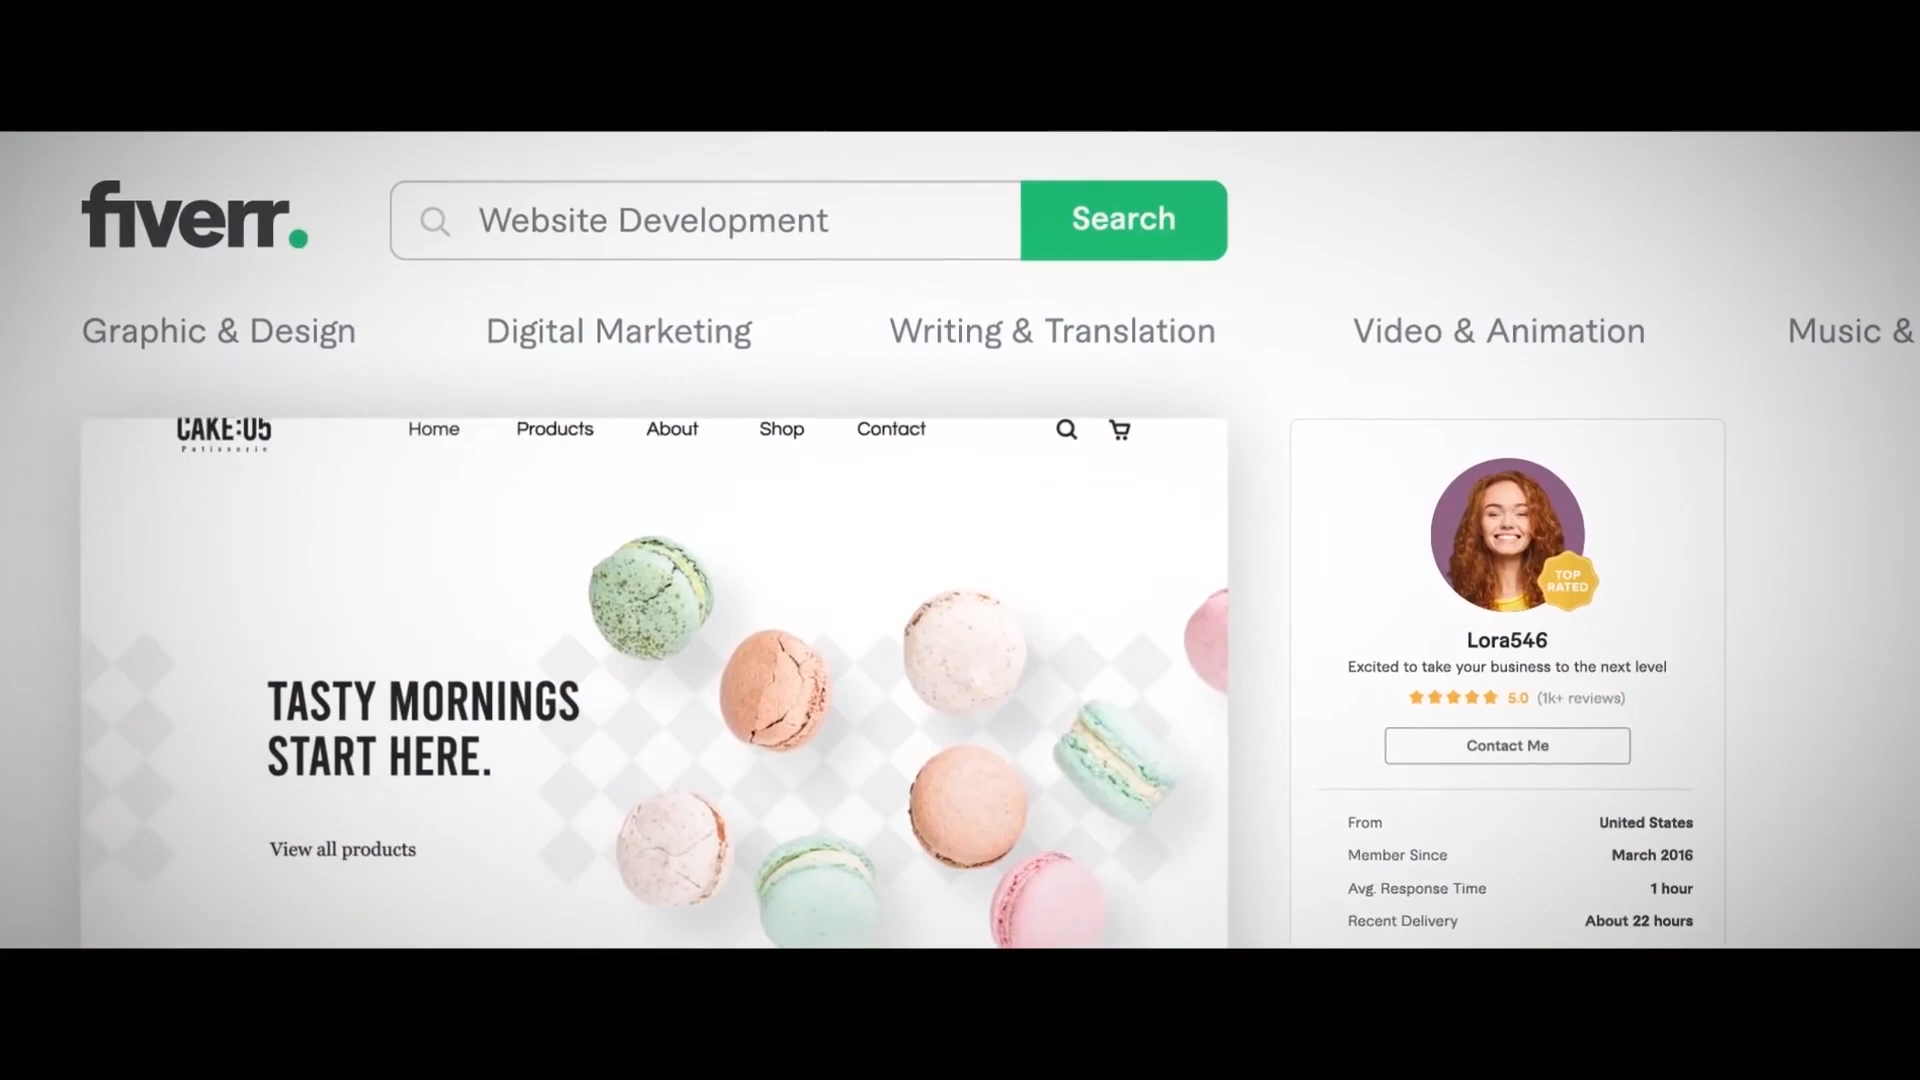 fiverr.
Website Development
Search
Graphic & Design
Digital Marketing
Writing & Translation
Video & Animation
Music &
CAKE:05
Patisserie
Home
Products
About
Shop
Contact
TASTY MORNINGS
START HERE.
View all products
TOP
RATED
Lora546
Excited to take your business to the next level
5.0 (1k+ reviews)
Contact Me
From United States
Member Since March 2016
Avg. Response Time 1 hour
Recent Delivery About 22 hours